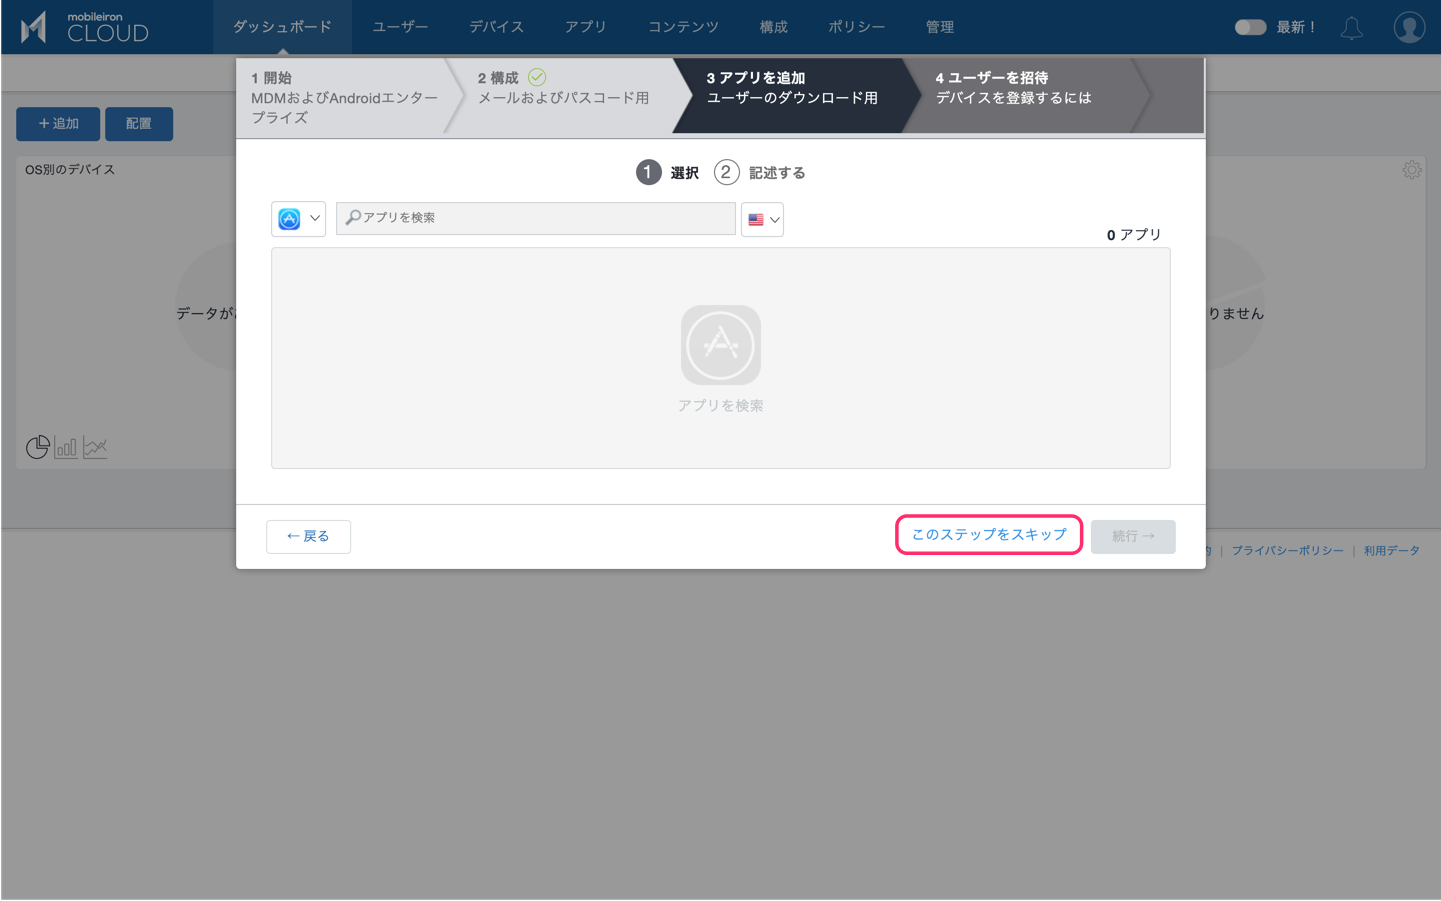 mobileiron
CLOUD
ダッシュボード
ユーザー
デバイス
アプリ
コンテンツ
構成
ポリシー
管理
最新！
1 開始
MDMおよびAndroidエンター
プライズ
2 構成
メールおよびパスコード用
3 アプリを追加
ユーザーのダウンロード用
4 ユーザーを招待
デバイスを登録するには
＋追加
配置
OS別のデバイス
1 選択 2 記述する
アプリを検索
0 アプリ
データが
りません
アプリを検索
←戻る
このステップをスキップ
続行→
約 | プライバシーポリシー | 利用データ